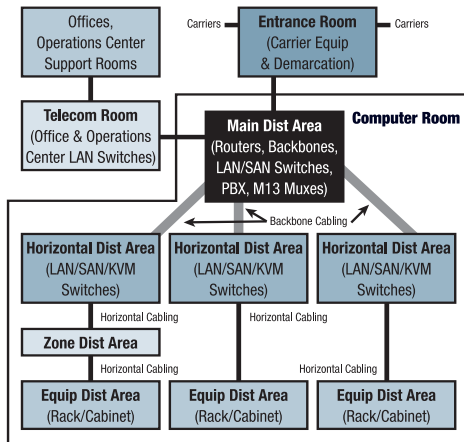 Offices,
Operations Center
Support Rooms
Carriers
Entrance Room
(Carrier Equip
& Demarcation)
Carriers
Telecom Room
(Office & Operations
Center LAN Switches)
Computer Room
Main Dist Area
(Routers, Backbones,
LAN/SAN Switches,
PBX, M13 Muxes)
Backbone Cabling
Horizontal Dist Area
(LAN/SAN/KVM
Switches)
Horizontal Dist Area
(LAN/SAN/KVM
Switches)
Horizontal Dist Area
(LAN/SAN/KVM
Switches)
Horizontal Cabling
Horizontal Cabling
Zone Dist Area
Horizontal Cabling
Horizontal Cabling
Equip Dist Area
(Rack/Cabinet)
Equip Dist Area
(Rack/Cabinet)
Equip Dist Area
(Rack/Cabinet)